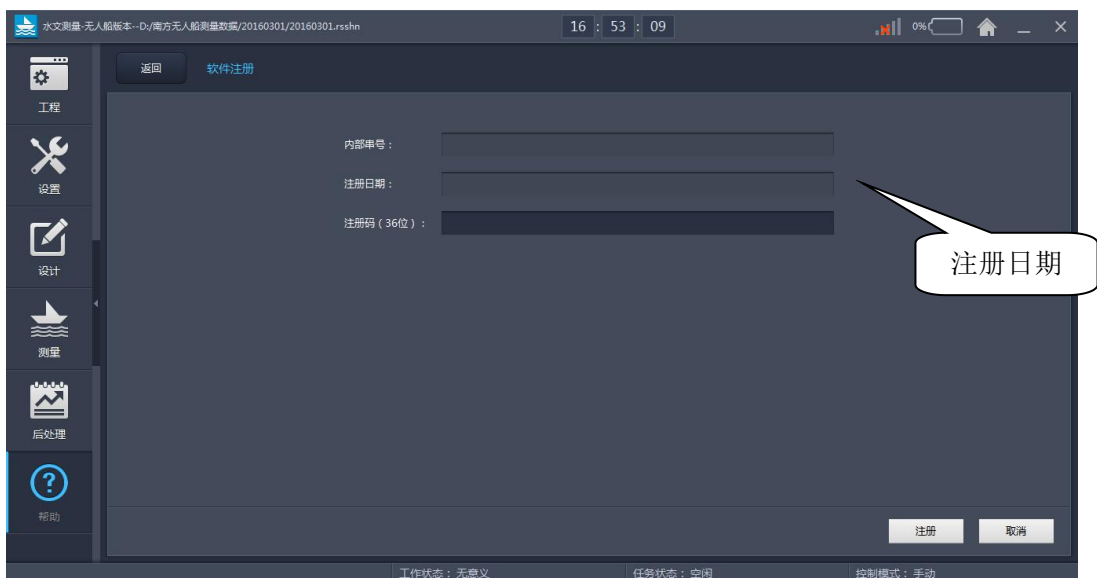 水文测量-无人船版本--D:/南方无人船测量数据/20160301/20160301.rsshn
16 : 53 : 09
0%
返回
软件注册
工程
内部串号：
设置
注册日期：
注册码（36位）：
注册日期
设计
测量
后处理
帮助
注册
取消
工作状态：无意义
任务状态：空闲
控制模式：手动